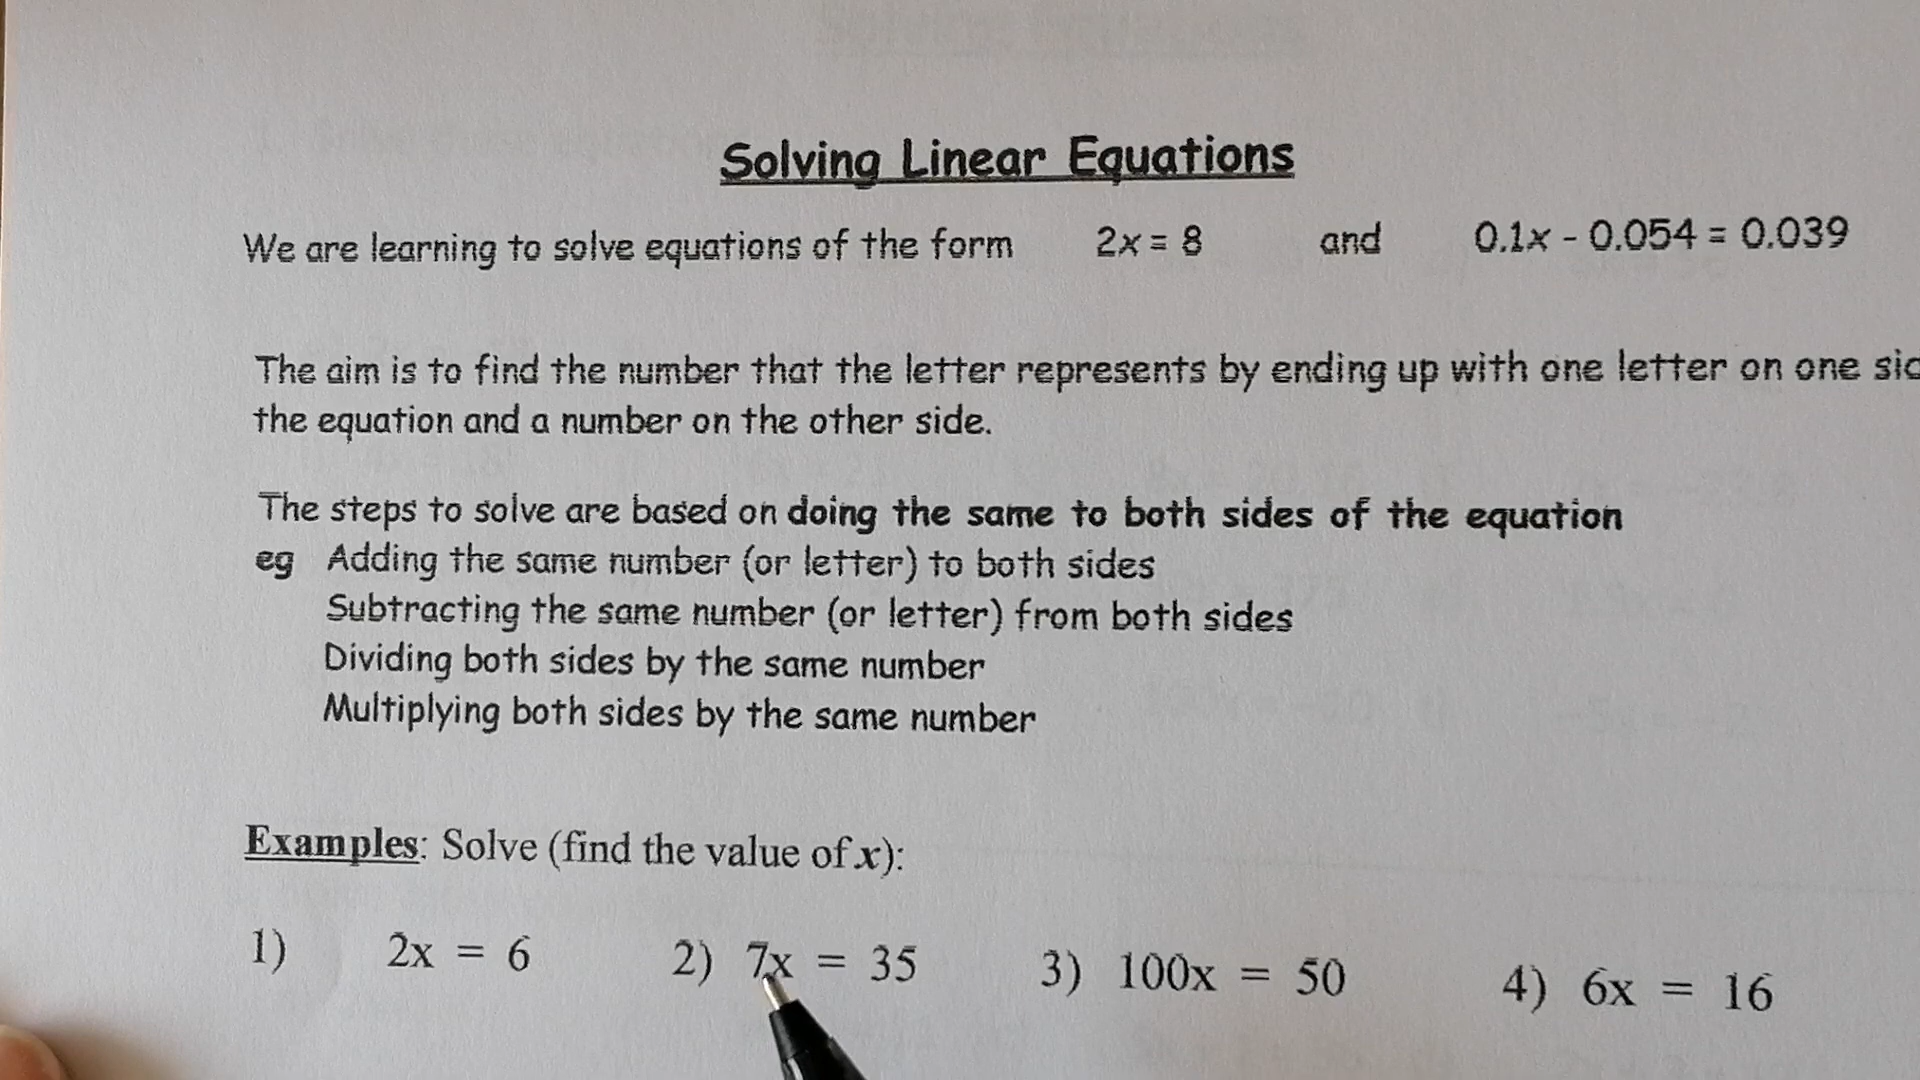 Solving Linear Equations
We are learning to solve equations of the form 2x = 8 and 0.1x - 0.054 = 0.039
The aim is to find the number that the letter represents by ending up with one letter on one
the equation and a number on the other side.
The steps to solve are based on doing the same to both sides of the equation
eg Adding the same number (or letter) to both sides
Subtracting the same number (or letter) from both sides
Dividing both sides by the same number
Multiplying both sides by the same number
Examples: Solve (find the value of x):
1) 2x = 6 2) 7x = 35 3) 100x = 50 4) 6x = 16